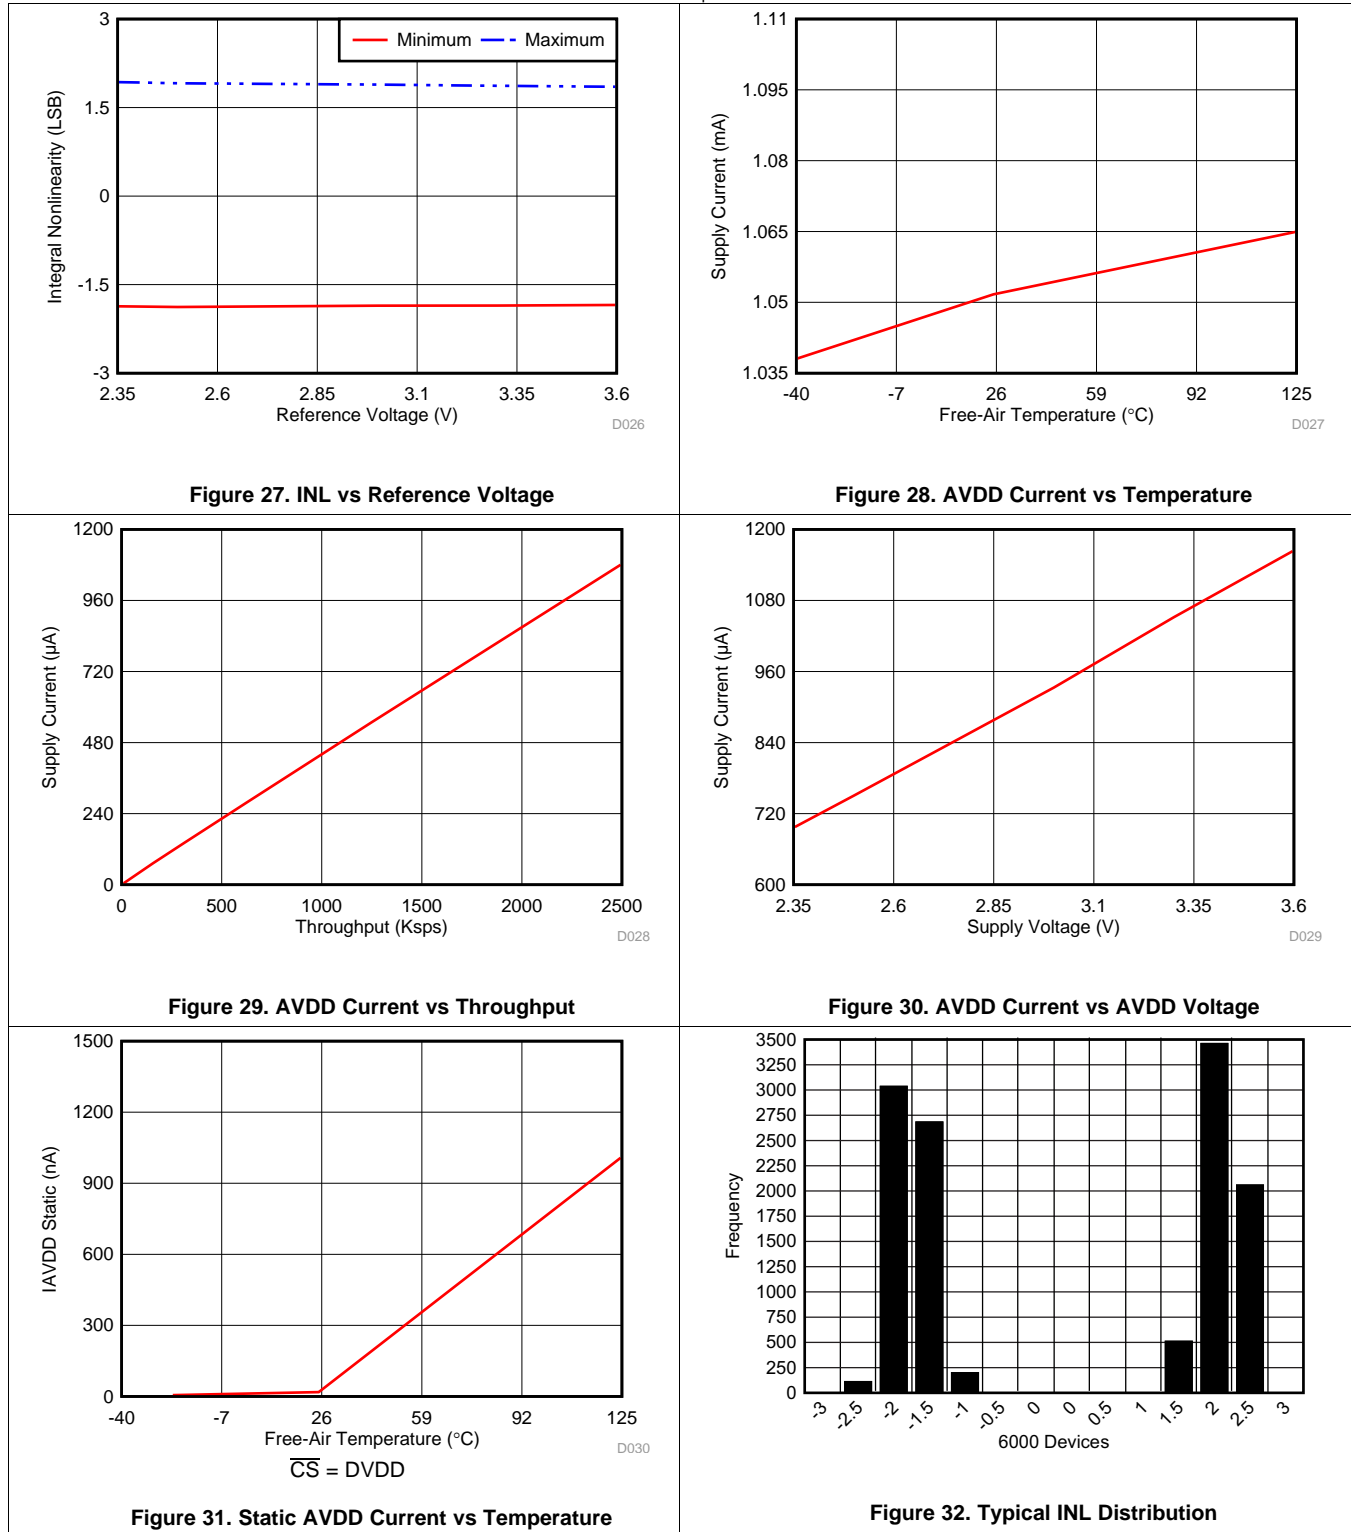 3
1.5
0
-1.5
-3
Integral Nonlinearity (LSB)
Minimum Maximum
2.35 2.6 2.85 3.1 3.35 3.6
Reference Voltage (V)
D026
Figure 27. INL vs Reference Voltage
1.11
1.095
1.08
1.065
1.05
1.035
Supply Current (mA)
-40 -7 26 59 92 125
Free-Air Temperature (°C)
D027
Figure 28. AVDD Current vs Temperature
1200
960
720
480
240
0
Supply Current (µA)
0 500 1000 1500 2000 2500
Throughput (Ksps)
D028
Figure 29. AVDD Current vs Throughput
1200
1080
960
840
720
600
Supply Current (µA)
2.35 2.6 2.85 3.1 3.35 3.6
Supply Voltage (V)
D029
Figure 30. AVDD Current vs AVDD Voltage
1500
1200
900
600
300
0
IAVDD Static (nA)
-40 -7 26 59 92 125
Free-Air Temperature (°C)
D030
CS = DVDD
Figure 31. Static AVDD Current vs Temperature
3500
3250
3000
2750
2500
2250
2000
1750
1500
1250
1000
750
500
250
0
Frequency
-3 -2.5 -2 -1.5 -1 -0.5 0 0 0.5 1 1.5 2 2.5 3
6000 Devices
Figure 32. Typical INL Distribution